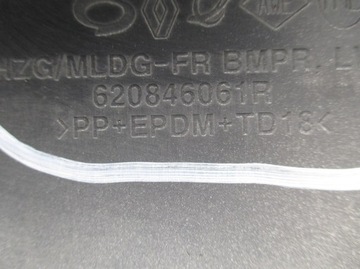 HZG/MLDG-FR BMPR. L
620846061R
>PP+EPDM+TD18<